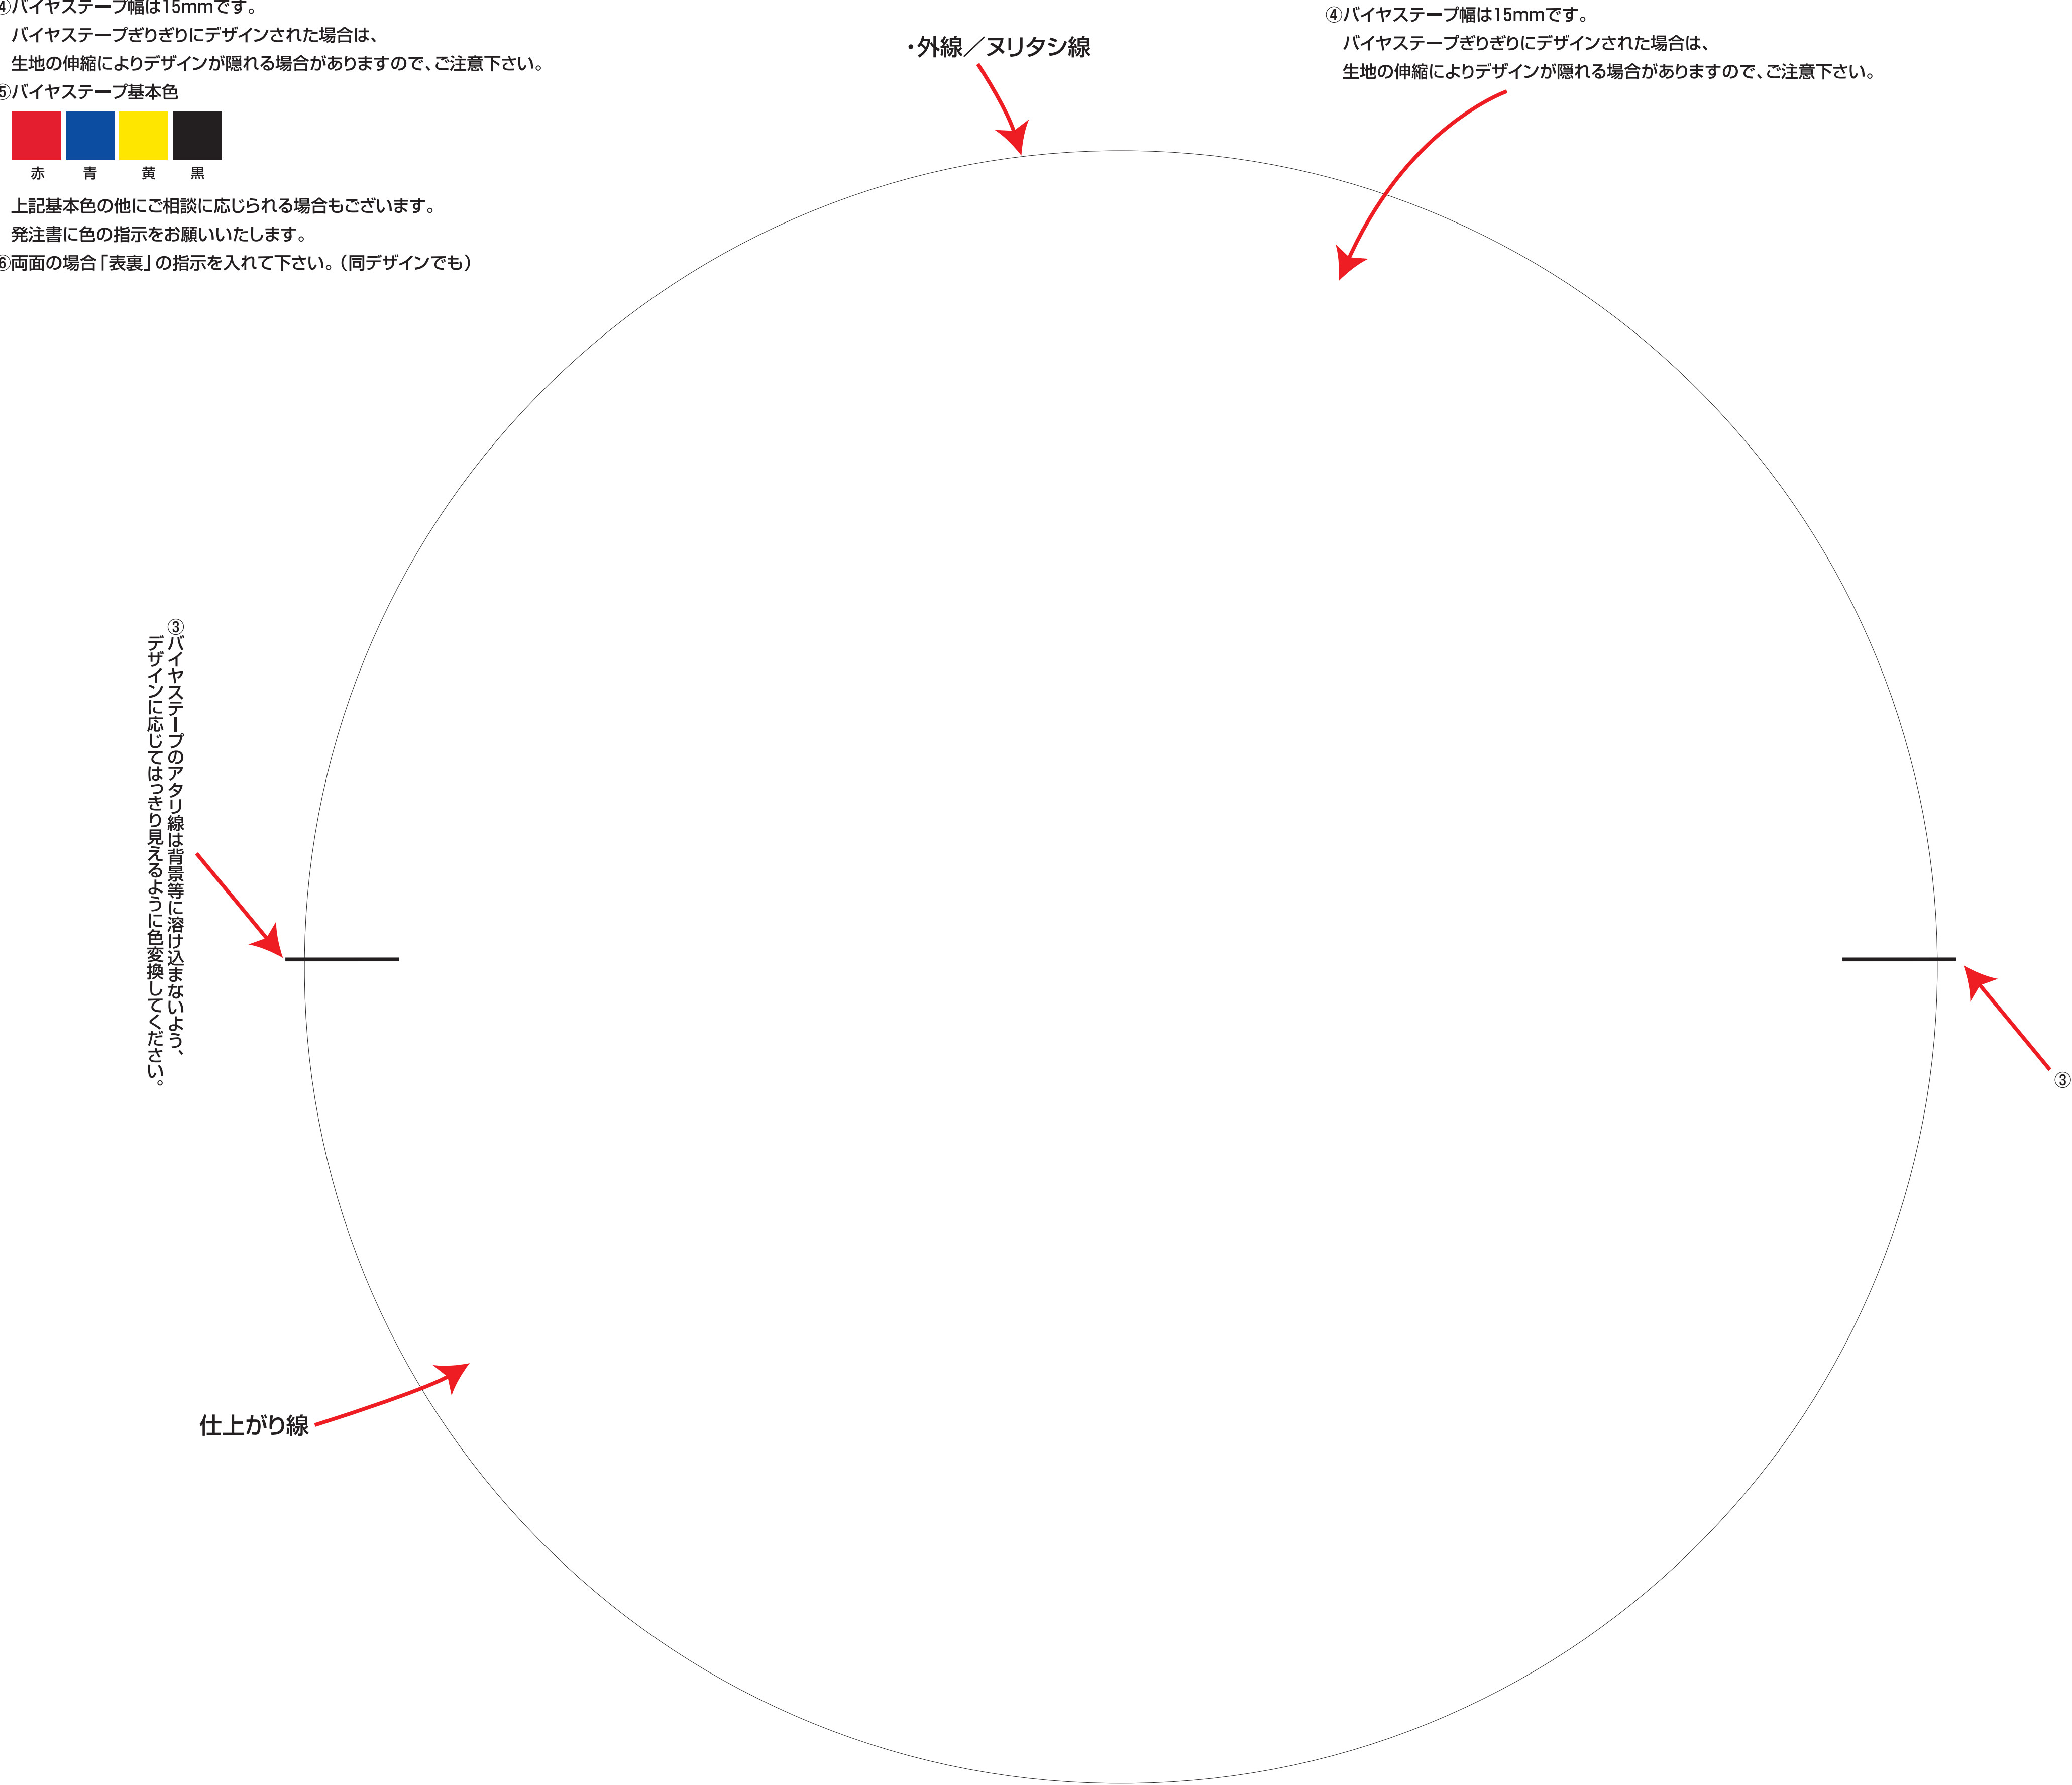 ④バイヤステープ幅は15mmです。
バイヤステープぎりぎりにデザインされた場合は、
生地の伸縮によりデザインが隠れる場合がありますので、ご注意下さい。
⑤バイヤステープ基本色
赤 青 黄 黒
上記基本色の他にご相談に応じられる場合もございます。
発注書に色の指示をお願いいたします。
⑥両面の場合「表裏」の指示を入れて下さい。（同デザインでも）
・外線／ヌリタシ線
④バイヤステープ幅は15mmです。
バイヤステープぎりぎりにデザインされた場合は、
生地の伸縮によりデザインが隠れる場合がありますので、ご注意下さい。
③バイヤステープのアタリ線は背景等に溶け込まないよう、
デザインに応じてはっきり見えるように色変換してください。
③
仕上がり線